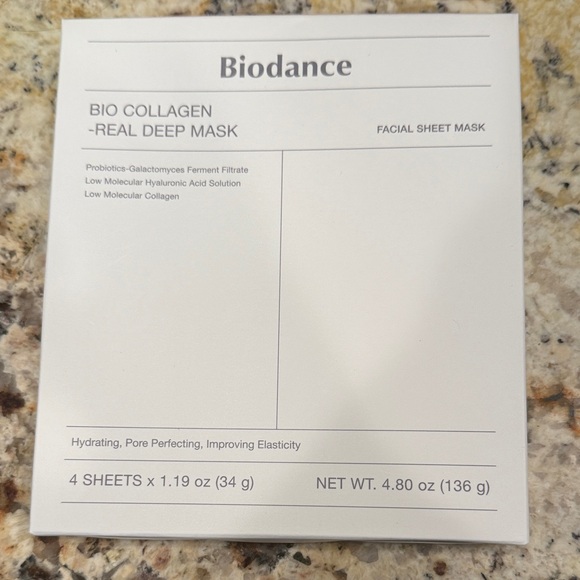 Biodance
BIO COLLAGEN
-REAL DEEP MASK
FACIAL SHEET MASK
Probiotics-Galactomyces Ferment Filtrate
Low Molecular Hyaluronic Acid Solution
Low Molecular Collagen
Hydrating, Pore Perfecting, Improving Elasticity
4 SHEETS x 1.19 oz (34 g)
NET WT. 4.80 oz (136 g)